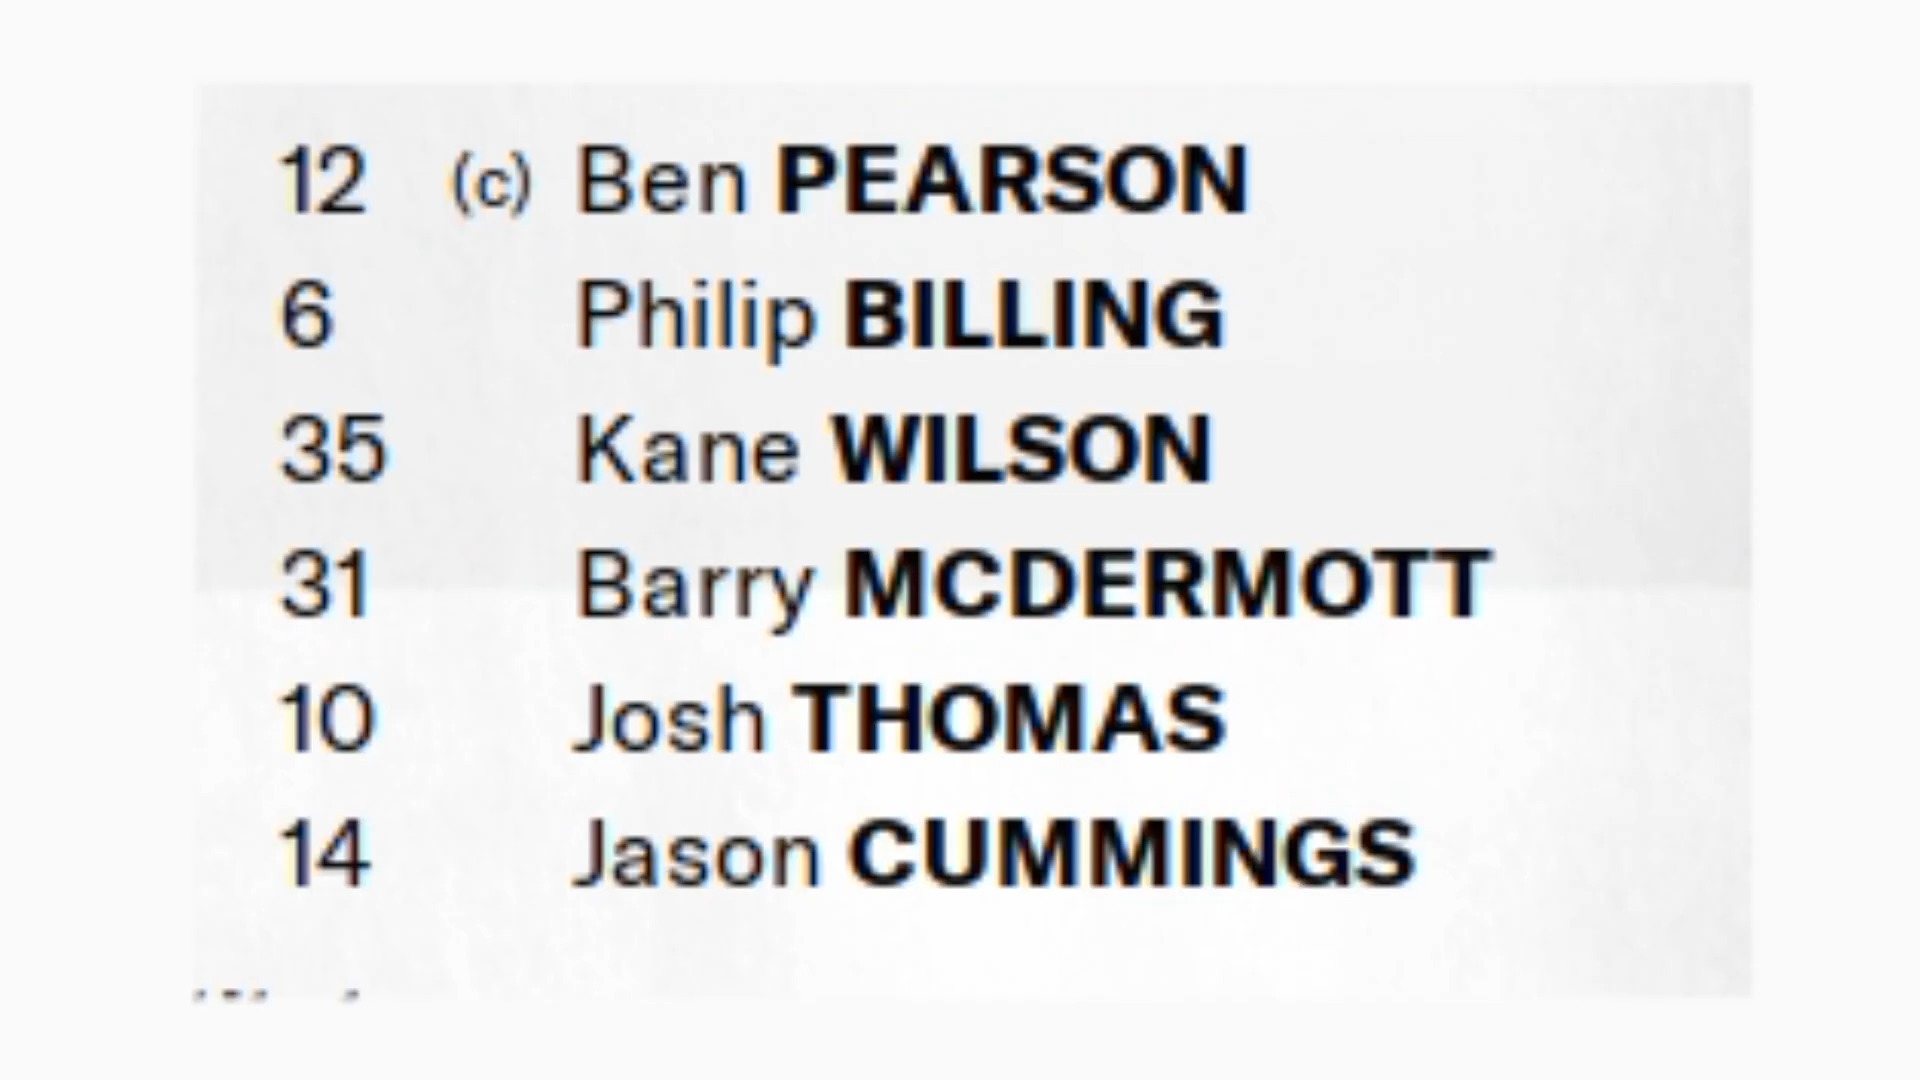 12 (c) Ben PEARSON
6 Philip BILLING
35 Kane WILSON
31 Barry MCDERMOTT
10 Josh THOMAS
14 Jason CUMMINGS